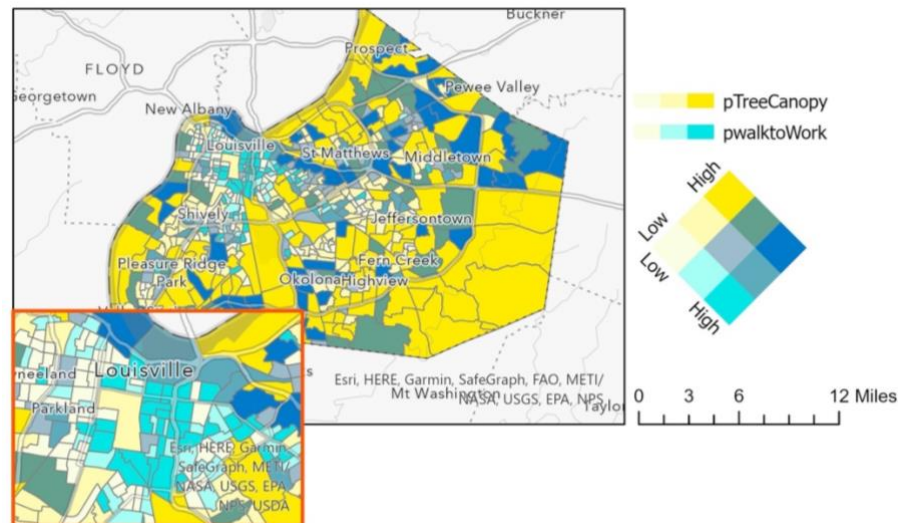 Buckner
Prospect
FLOYD
Pewee Valley
Georgetown
New Albany
Louisville
St Matthews
Middletown
Shively
Jeffersontown
Pleasure Ridge
Park
Fern Creek
Okolona
Highview
Esri, HERE, Garmin, SafeGraph, FAO, METI/
NASA, USGS, EPA, NPS
Mt Washington
Taylor
Louisville
Parkland
Esri, HERE, Garmin,
SafeGraph, METI/
NASA, USGS, EPA,
NPS, USDA
pTreeCanopy
pwalktoWork
High
Low
Low
High
0 3 6 12 Miles